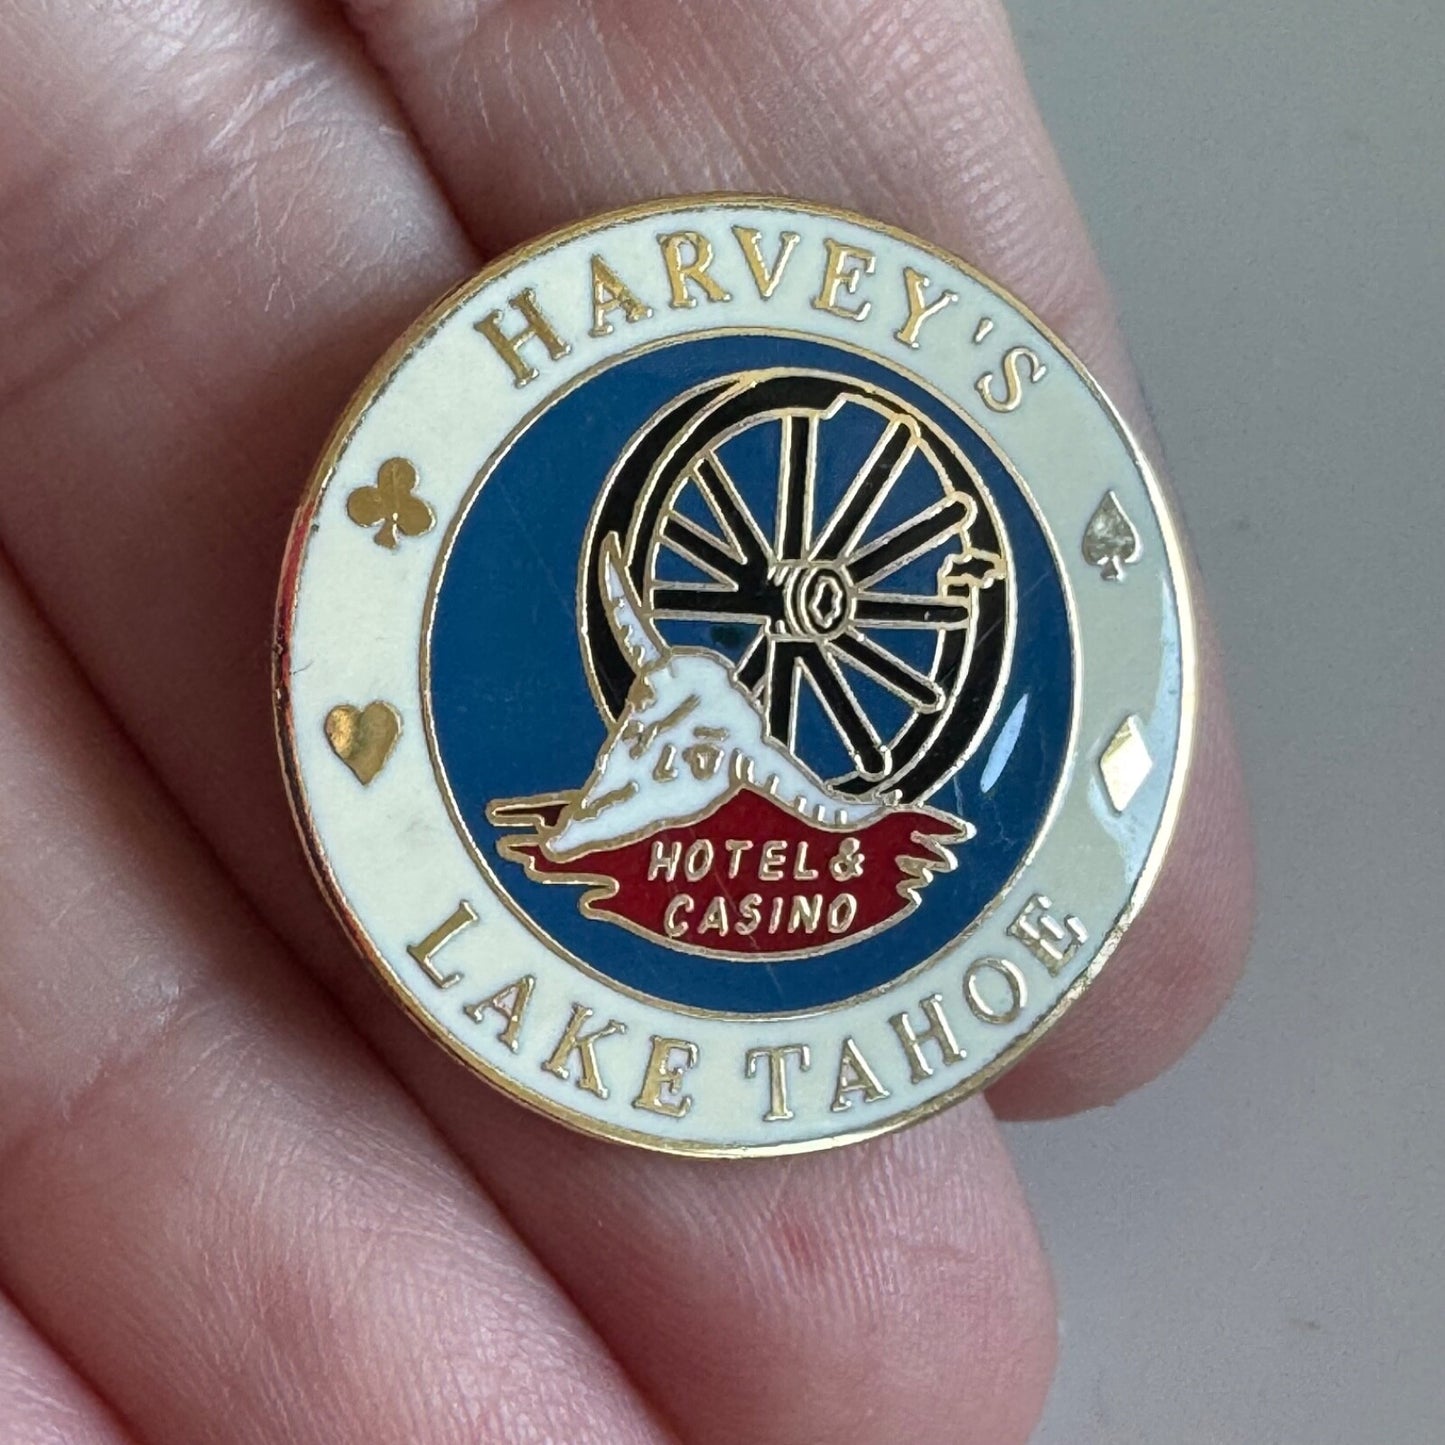 HARVEY'S
HOTEL &
CASINO
LAKE TAHOE